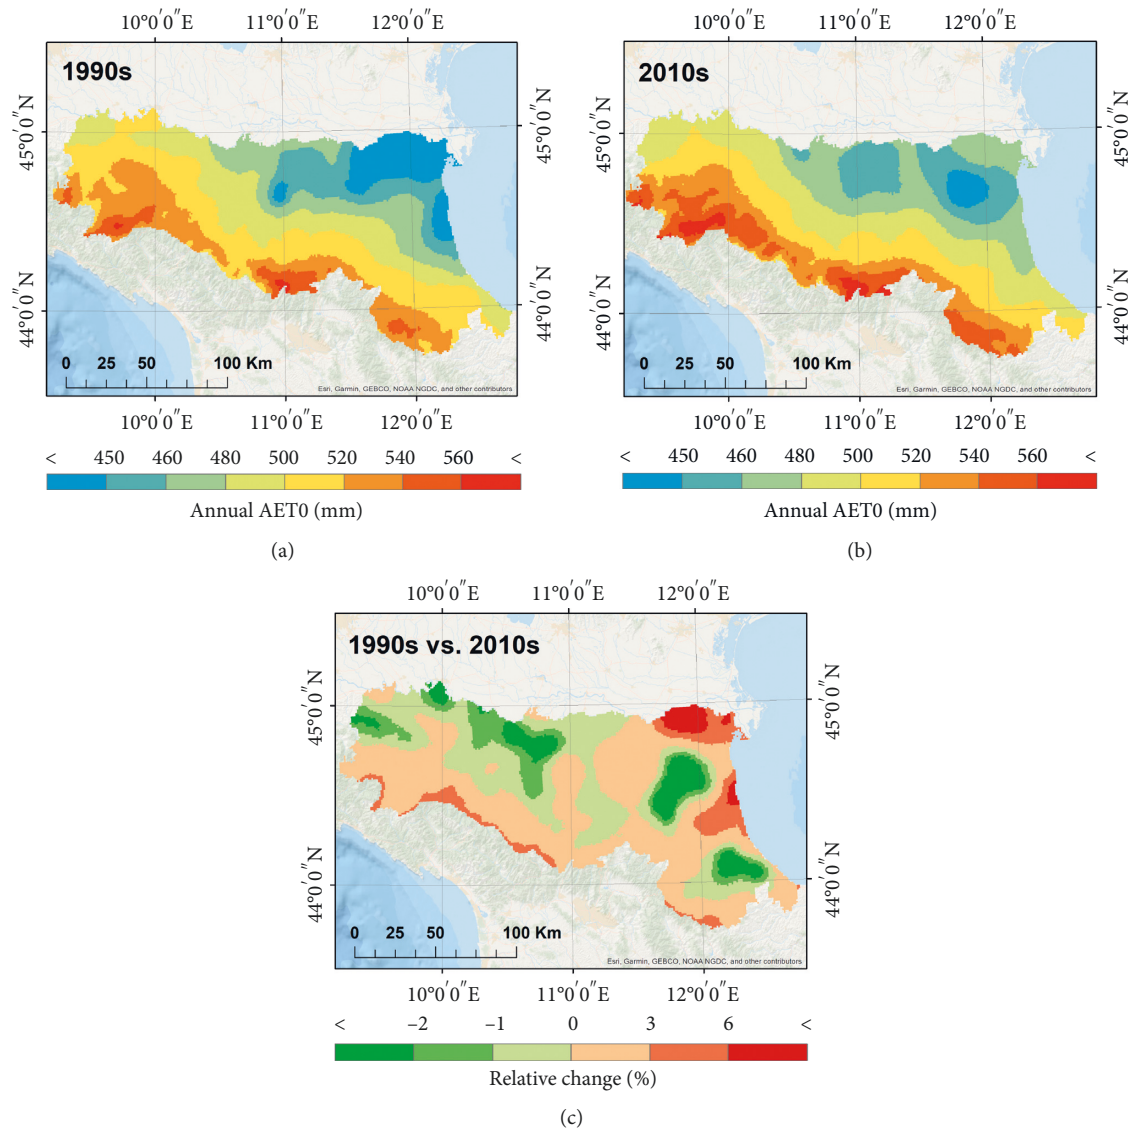 10°0′0″E 11°0′0″E 12°0′0″E
1990s
45°0′0″N
44°0′0″N
45°0′0″N
44°0′0″N
0 25 50 100 Km
Esri, Garmin, GEBCO, NOAA NGDC, and other contributors
10°0′0″E 11°0′0″E 12°0′0″E
< 450 460 480 500 520 540 560 <
Annual AET0 (mm)
(a)
10°0′0″E 11°0′0″E 12°0′0″E
2010s
45°0′0″N
44°0′0″N
45°0′0″N
44°0′0″N
0 25 50 100 Km
Esri, Garmin, GEBCO, NOAA NGDC, and other contributors
10°0′0″E 11°0′0″E 12°0′0″E
< 450 460 480 500 520 540 560 <
Annual AET0 (mm)
(b)
10°0′0″E 11°0′0″E 12°0′0″E
1990s vs. 2010s
45°0′0″N
44°0′0″N
45°0′0″N
44°0′0″N
0 25 50 100 Km
Esri, Garmin, GEBCO, NOAA NGDC, and other contributors
10°0′0″E 11°0′0″E 12°0′0″E
< –2 –1 0 3 6 <
Relative change (%)
(c)